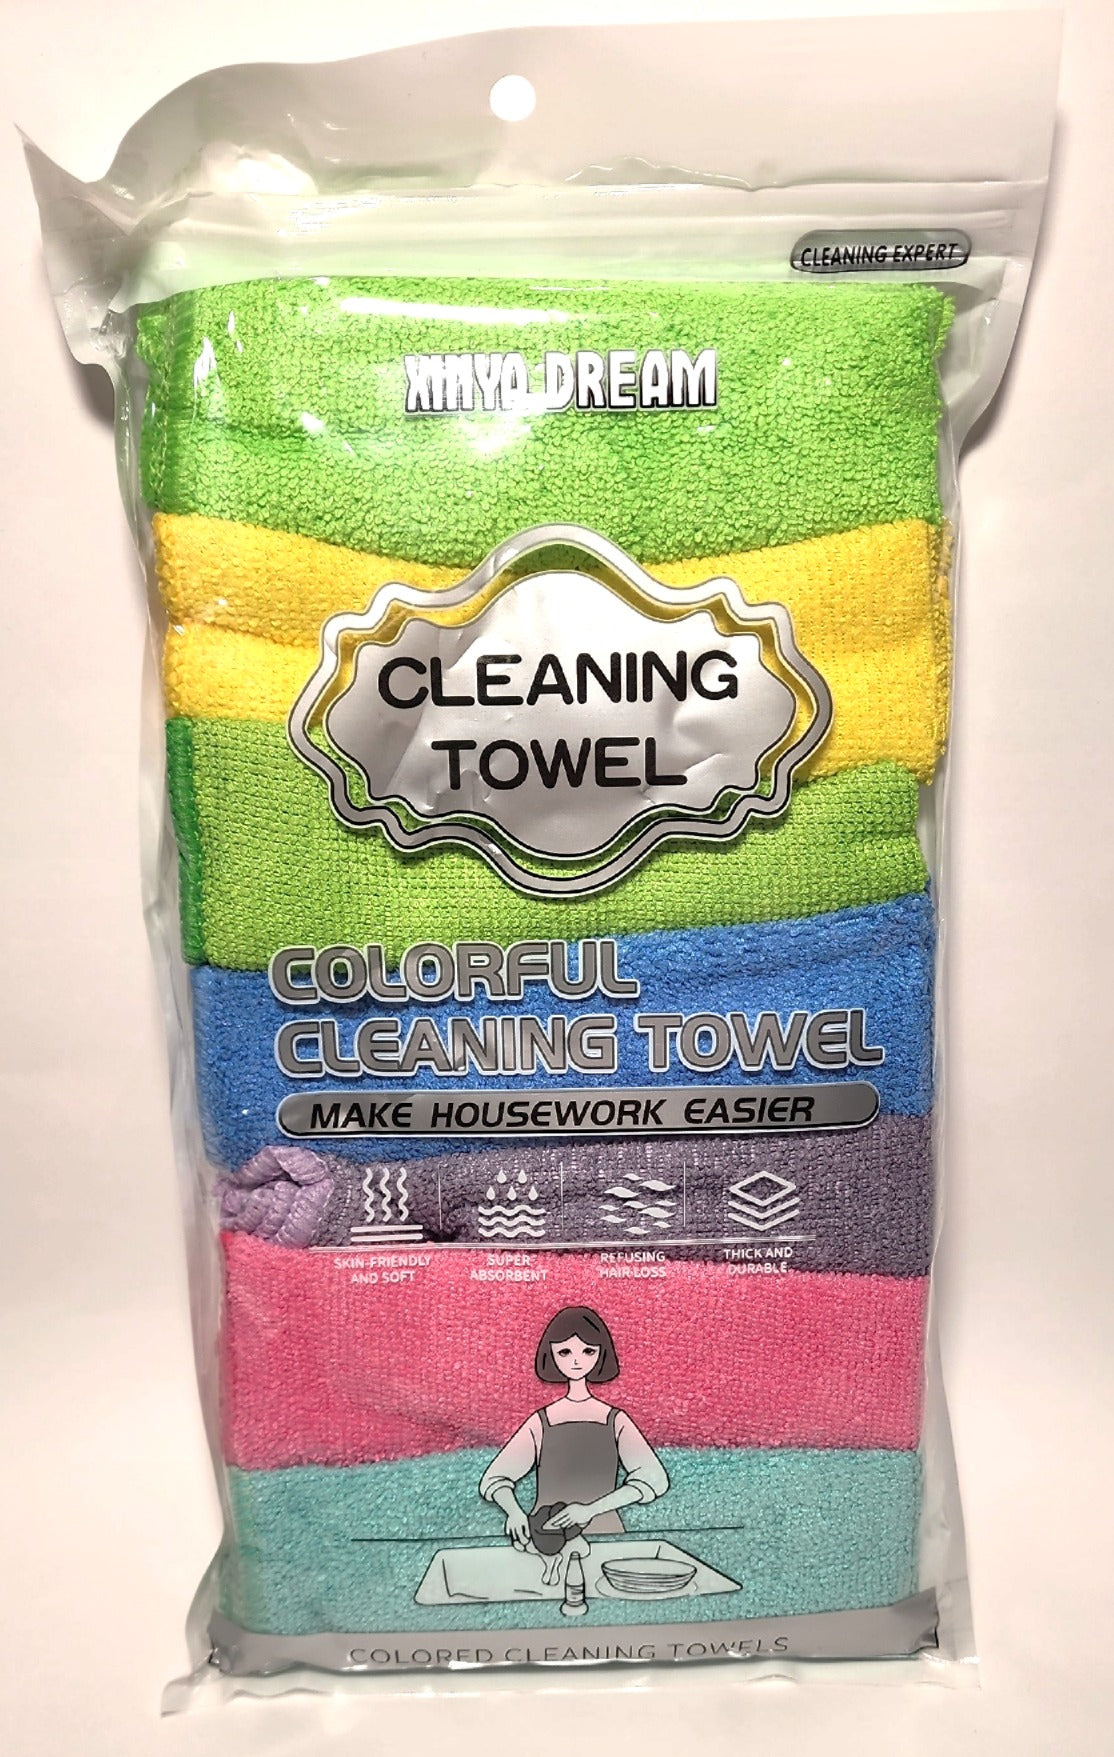 CLEANING EXPERT
XINYA DREAM
CLEANING
TOWEL
COLORFUL
CLEANING TOWEL
MAKE HOUSEWORK EASIER
SKIN-FRIENDLY
AND SOFT
SUPER
ABSORBENT
REFUSING
HAIR LOSS
THICK AND
DURABLE
COLORED CLEANING TOWELS